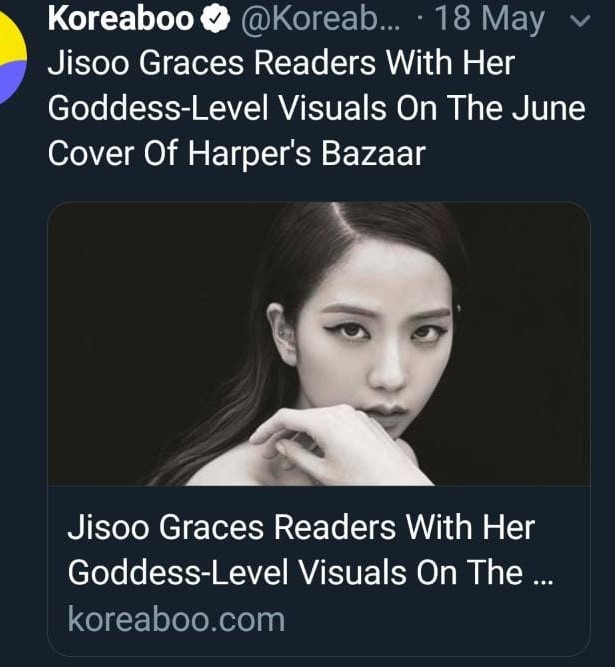 Koreaboo @Koreab... · 18 May
Jisoo Graces Readers With Her
Goddess-Level Visuals On The June
Cover Of Harper's Bazaar
Jisoo Graces Readers With Her
Goddess-Level Visuals On The ...
koreaboo.com